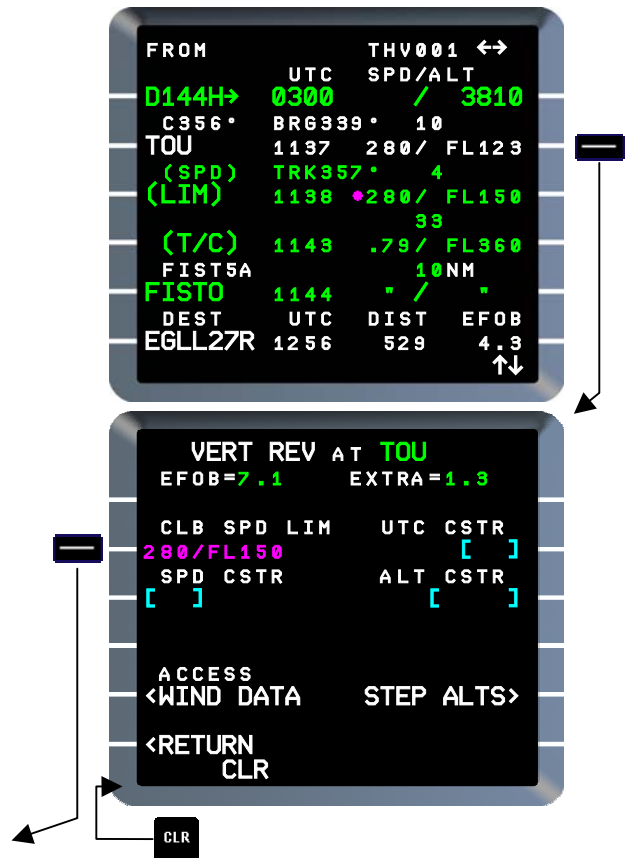 FROM THV001 ↔
UTC SPD/ALT
D144H→ 0300 / 3810
C356° BRG339° 10
TOU 1137 280/ FL123
(SPD) TRK357° 4
(LIM) 1138 *280/ FL150
33
(T/C) 1143 .79/ FL360
FIST5A 10NM
FISTO 1144 " / "
DEST UTC DIST EFOB
EGLL27R 1256 529 4.3
↑↓
VERT REV AT TOU
EFOB=7.1 EXTRA=1.3
CLB SPD LIM UTC CSTR
280/FL150 [ ]
SPD CSTR ALT CSTR
[ ] [ ]
ACCESS
<WIND DATA STEP ALTS>
<RETURN
CLR
CLR